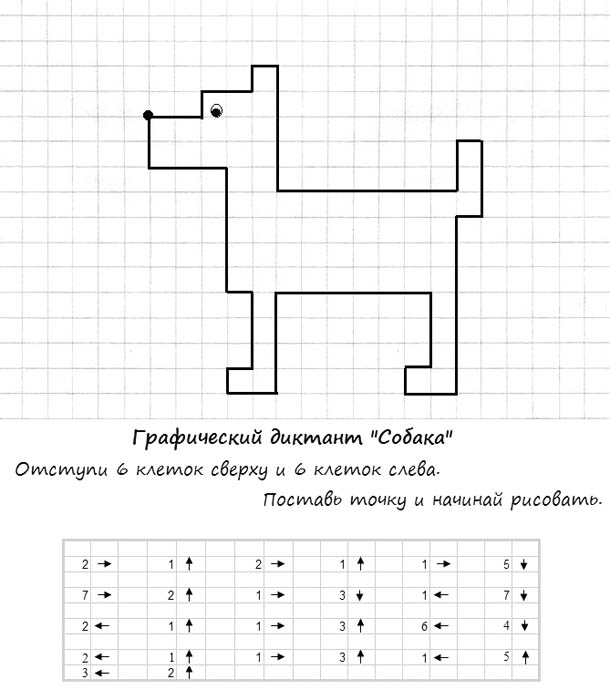 Графический диктант "Собака"
Отступи 6 клеток сверху и 6 клеток слева.
Поставь точку и начинай рисовать.
2 → 1 ↑ 2 → 1 ↑ 1 → 5 ↓
7 → 2 ↑ 1 → 3 ↓ 1 ← 7 ↓
2 ← 1 ↑ 1 → 3 ↑ 6 ← 4 ↓
2 ← 1 ↑ 1 → 3 ↑ 1 ← 5 ↑
3 ← 2 ↑